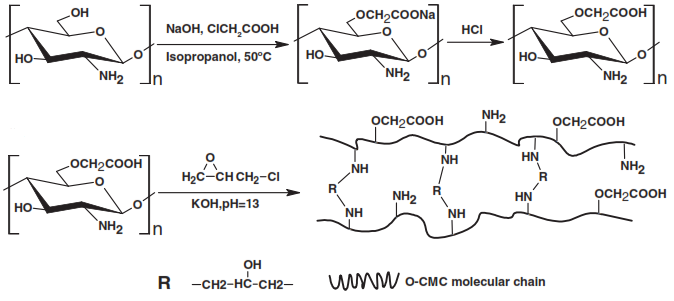 OH
O
HO
NH2
O
n
NaOH, ClCH2COOH
Isopropanol, 50ºC
OCH2COONa
O
HO
NH2
O
n
HCl
OCH2COOH
O
HO
NH2
O
n
OCH2COOH
O
HO
NH2
O
n
O
H2C-CH CH2-Cl
KOH,pH=13
OCH2COOH
NH2
OCH2COOH
NH
NH
HN
NH2
R
R
R
NH
NH2
NH
HN
OCH2COOH
R
OH
-CH2-HC-CH2-
O-CMC molecular chain